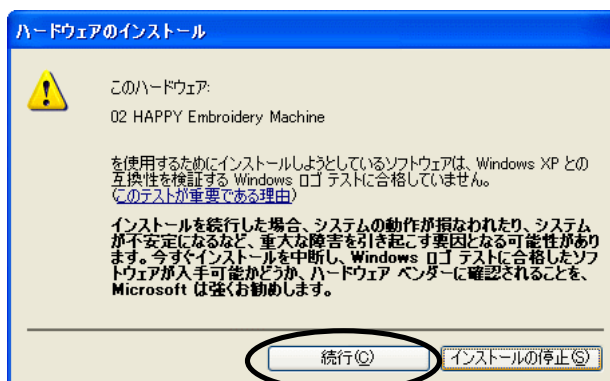 ハードウェアのインストール
このハードウェア:
02 HAPPY Embroidery Machine
を使用するためにインストールしようとしているソフトウェアは、Windows XP との
互換性を検証する Windows ロゴ テストに合格していません。
(このテストが重要である理由)
インストールを続行した場合、システムの動作が損なわれたり、システム
が不安定になるなど、重大な障害を引き起こす要因となる可能性があり
ます。今すぐインストールを中断し、Windows ロゴ テストに合格したソフ
トウェアが入手可能かどうか、ハードウェア ベンダーに確認されることを、
Microsoft は強くお勧めします。
続行(C)
インストールの停止(S)